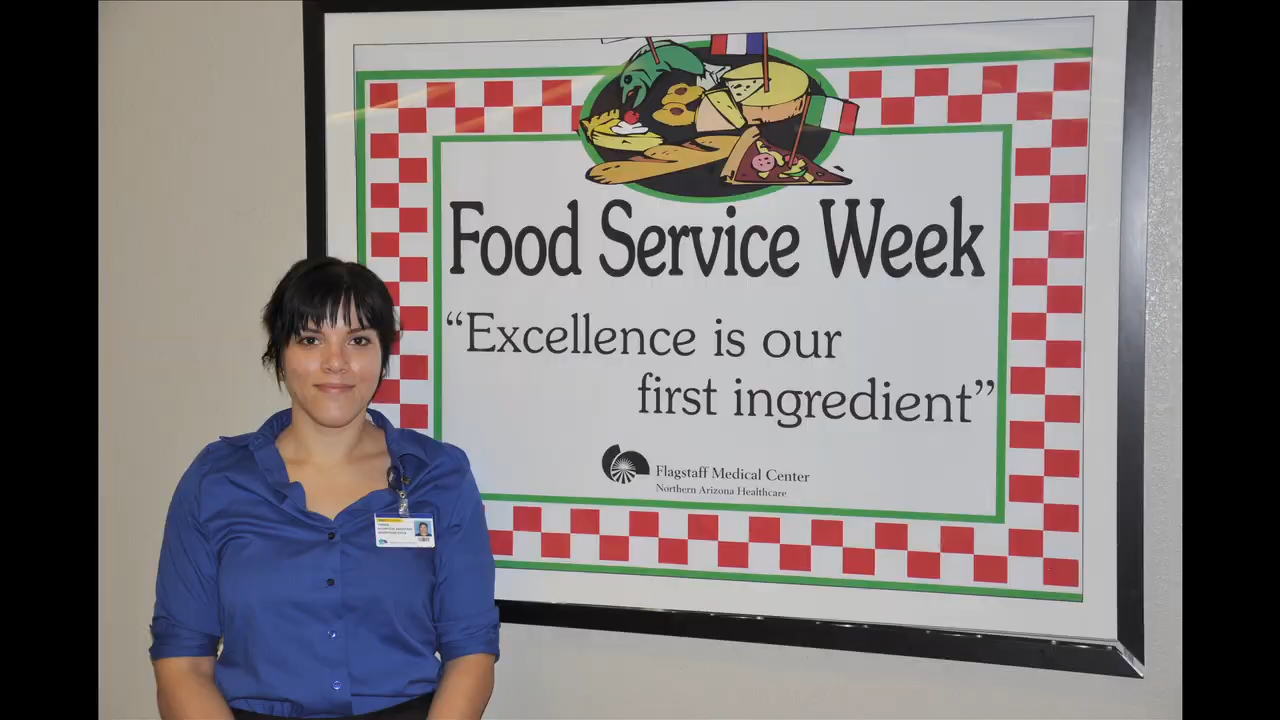 Food Service Week
“Excellence is our
first ingredient”
Flagstaff Medical Center
Northern Arizona Healthcare